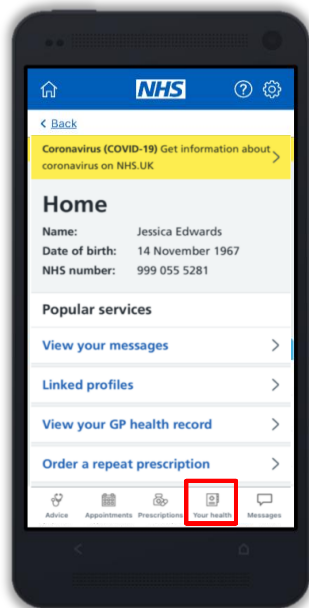 NHS
Back
Coronavirus (COVID-19) Get information about
coronavirus on NHS.UK
Home
Name: Jessica Edwards
Date of birth: 14 November 1967
NHS number: 999 055 5281
Popular services
View your messages
Linked profiles
View your GP health record
Order a repeat prescription
Advice Appointments Prescriptions Your health Messages